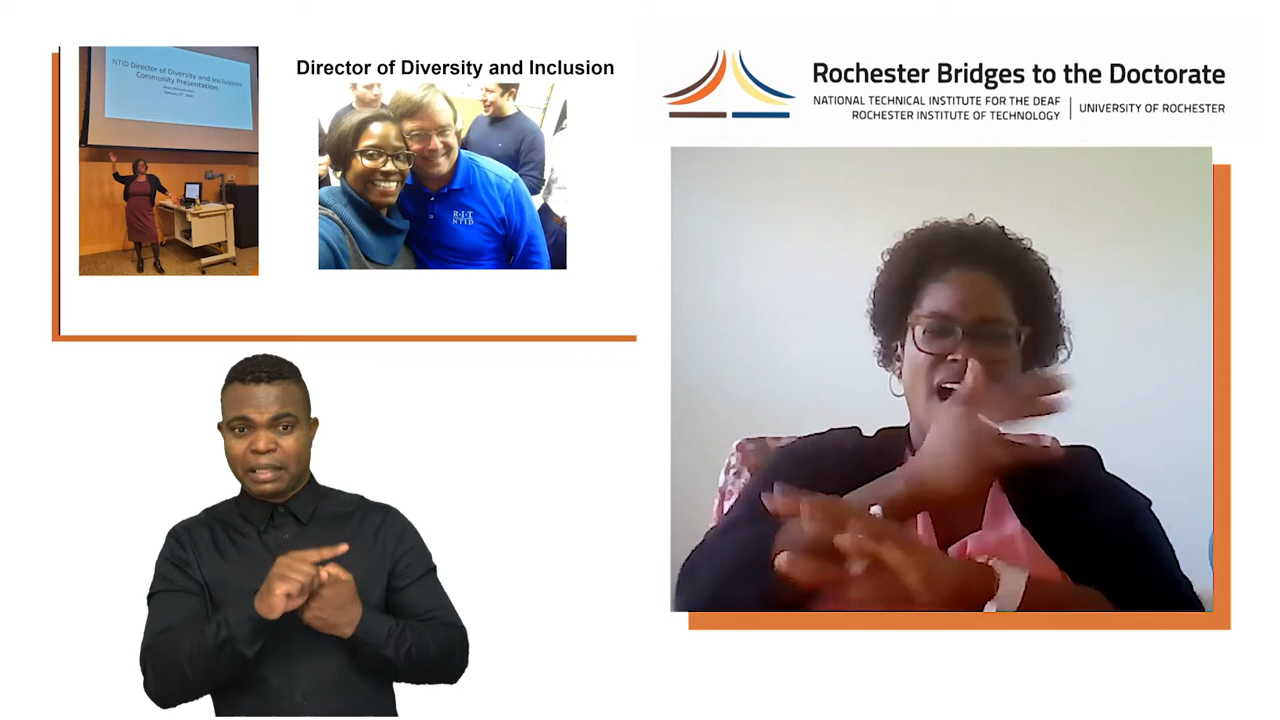 NTID Director of Diversity and Inclusion
Community Presentation
Director of Diversity and Inclusion
R·I·T
NTID
Rochester Bridges to the Doctorate
NATIONAL TECHNICAL INSTITUTE FOR THE DEAF
ROCHESTER INSTITUTE OF TECHNOLOGY
UNIVERSITY OF ROCHESTER